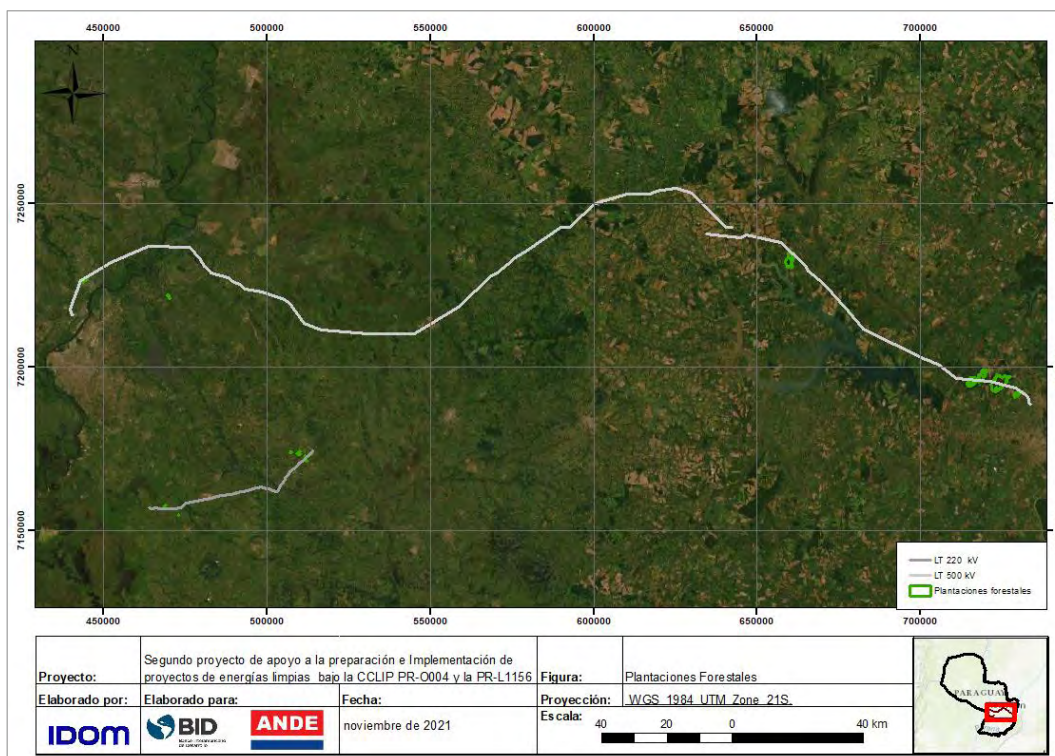 450000 500000 550000 600000 650000 700000
N
7250000 7250000
7200000 7200000
7150000 7150000
LT 220 kV
LT 500 kV
Plantaciones forestales
450000 500000 550000 600000 650000 700000
Proyecto:
Segundo proyecto de apoyo a la preparación e Implementación de
proyectos de energías limpias bajo la CCLIP PR-O004 y la PR-L1156
Figura:
Plantaciones Forestales
Elaborado por:
Elaborado para:
Fecha:
Proyección:
WGS_1984_UTM_Zone_21S.
IDOM
BID
ANDE
noviembre de 2021
Escala:
40 20 0 40 km
PARAGUAY